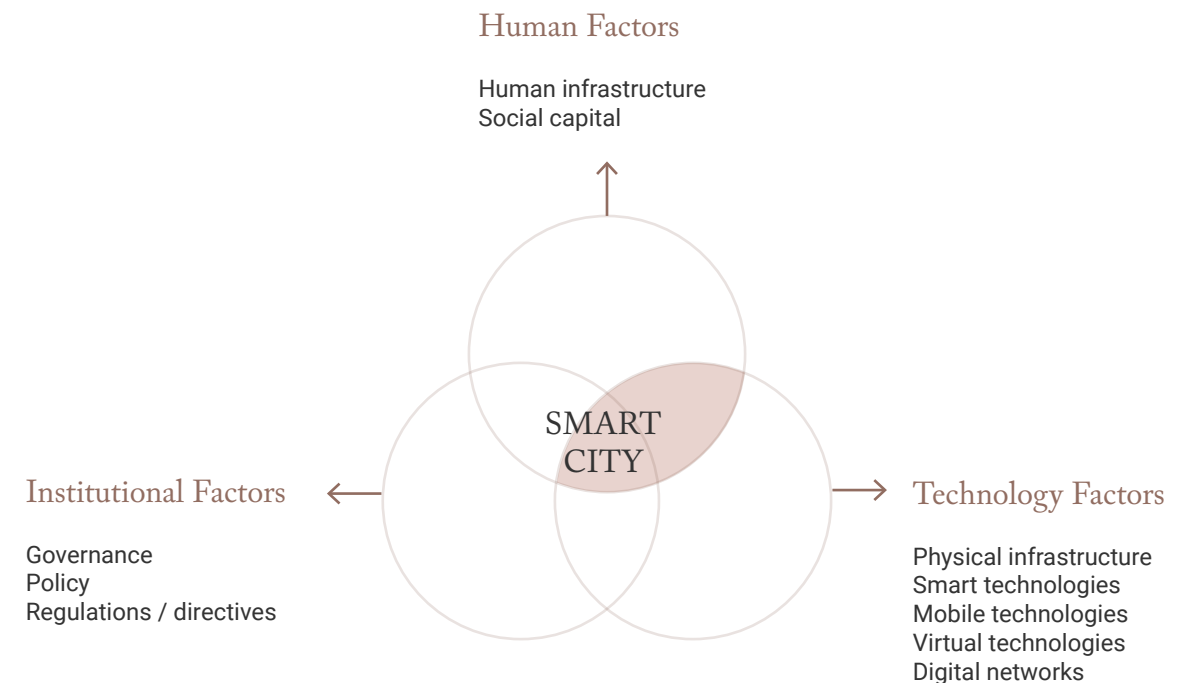 Human Factors
Human infrastructure
Social capital
SMART
CITY
Institutional Factors
Governance
Policy
Regulations / directives
Technology Factors
Physical infrastructure
Smart technologies
Mobile technologies
Virtual technologies
Digital networks